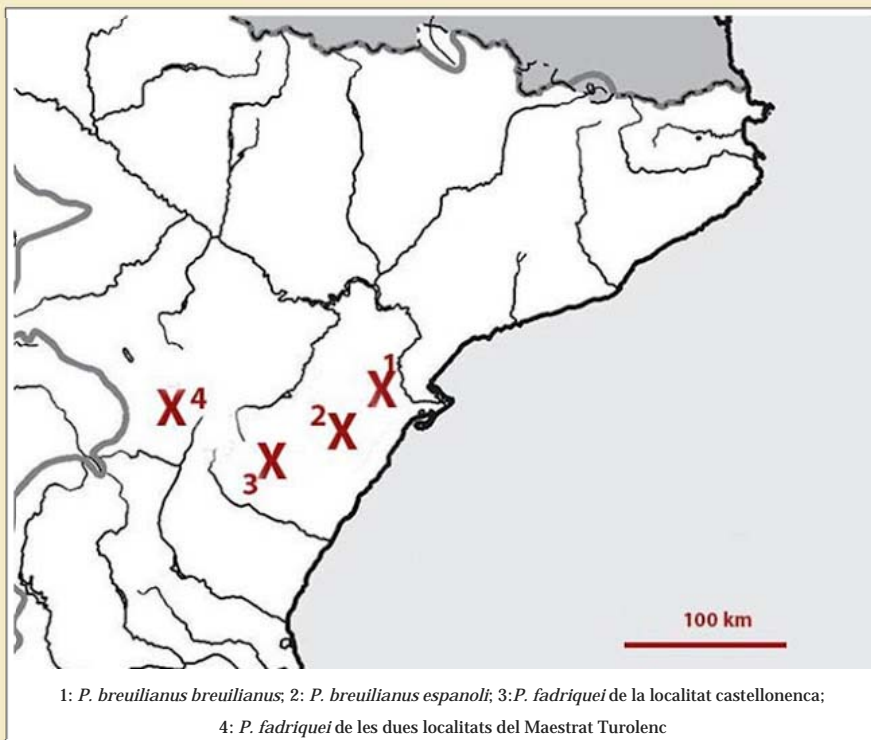 1
4
2
3
100 km
1: P. breuilianus breuilianus; 2: P. breuilianus espanoli; 3:P. fadriquei de la localitat castellonenca;
4: P. fadriquei de les dues localitats del Maestrat Turolenc